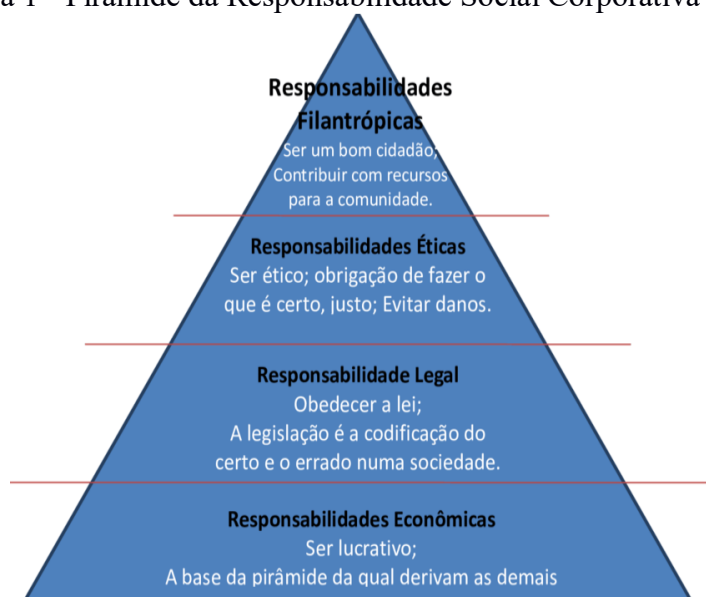 a 1 - Pirâmide da Responsabilidade Social Corporativa
Responsabilidades
Filantrópicas
Ser um bom cidadão;
Contribuir com recursos
para a comunidade.
Responsabilidades Éticas
Ser ético; obrigação de fazer o
que é certo, justo; Evitar danos.
Responsabilidade Legal
Obedecer a lei;
A legislação é a codificação do
certo e o errado numa sociedade.
Responsabilidades Econômicas
Ser lucrativo;
A base da pirâmide da qual derivam as demais